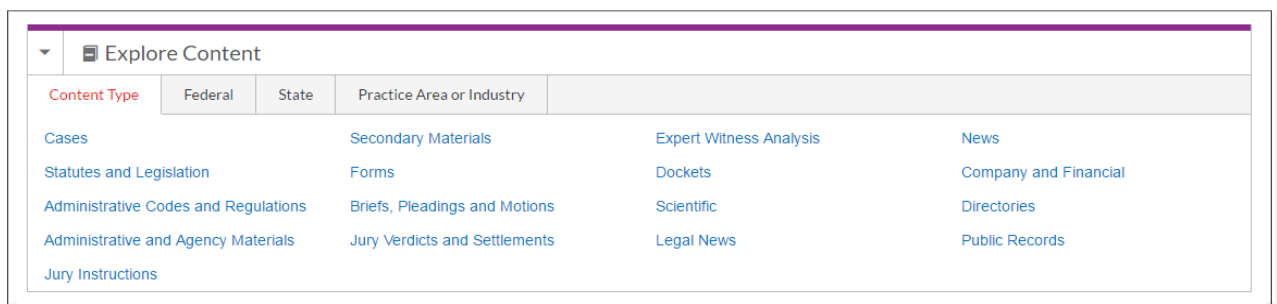 Explore Content
Content Type Federal State Practice Area or Industry
Cases Secondary Materials Expert Witness Analysis News
Statutes and Legislation Forms Dockets Company and Financial
Administrative Codes and Regulations Briefs, Pleadings and Motions Scientific Directories
Administrative and Agency Materials Jury Verdicts and Settlements Legal News Public Records
Jury Instructions